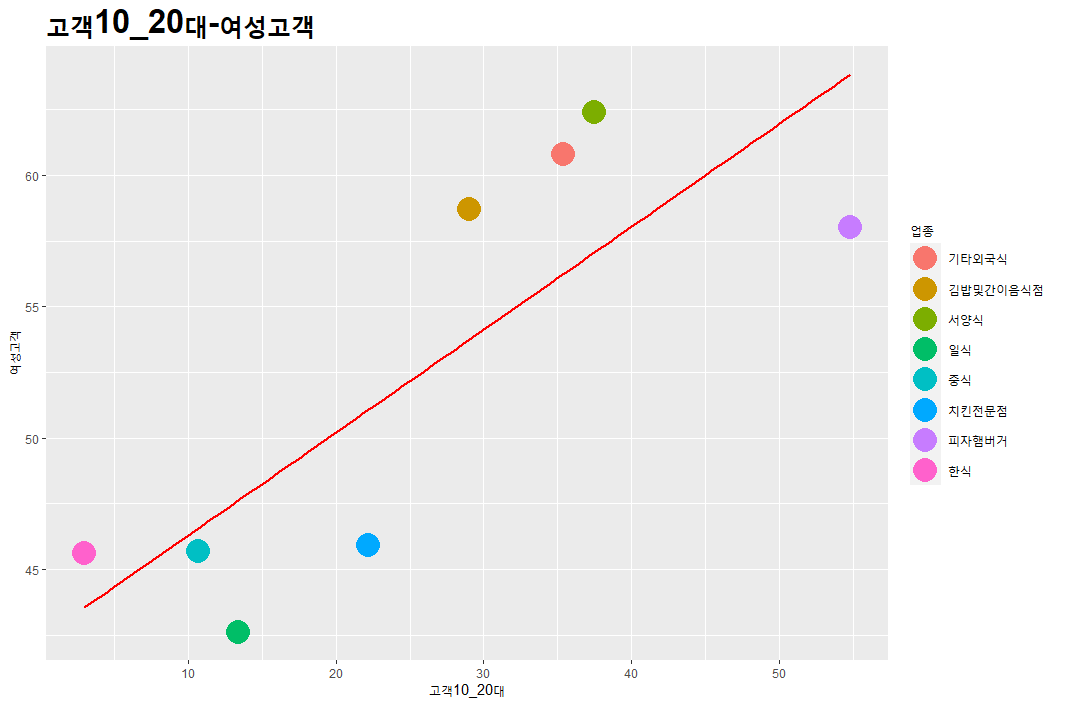 고객10_20대-여성고객
여성고객
60
55
50
45
10
20
30
40
50
고객10_20대
업종
기타외국식
김밥및간이음식점
서양식
일식
중식
치킨전문점
피자햄버거
한식